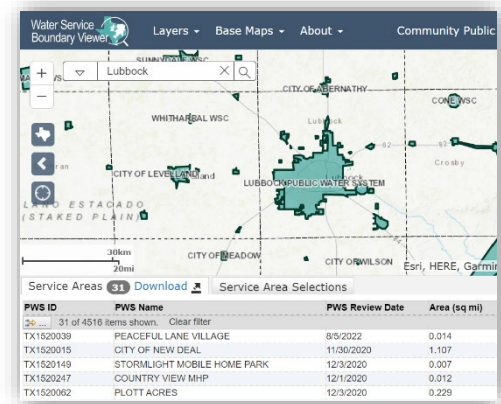 Water Service
Boundary Viewer
Layers
Base Maps
About
Community Public
Lubbock
CITY OF ABERNATHY
CONE WSC
WHITHARRAL WSC
Lubbock
Crosby
CITY OF LEVELLAND
LUBBOCK PUBLIC WATER SYSTEM
LLANO ESTACADO
(STAKED PLAIN)
30km
20mi
CITY OF MEADOW
CITY OF WILSON
Esri, HERE, Garmin
Service Areas 31 Download
Service Area Selections
PWS ID PWS Name PWS Review Date Area (sq mi)
31 of 4516 items shown. Clear filter
TX1520039 PEACEFUL LANE VILLAGE 8/5/2022 0.014
TX1520015 CITY OF NEW DEAL 11/30/2020 1.107
TX1520149 STORMLIGHT MOBILE HOME PARK 12/3/2020 0.007
TX1520247 COUNTRY VIEW MHP 12/1/2020 0.012
TX1520062 PLOTT ACRES 12/3/2020 0.229